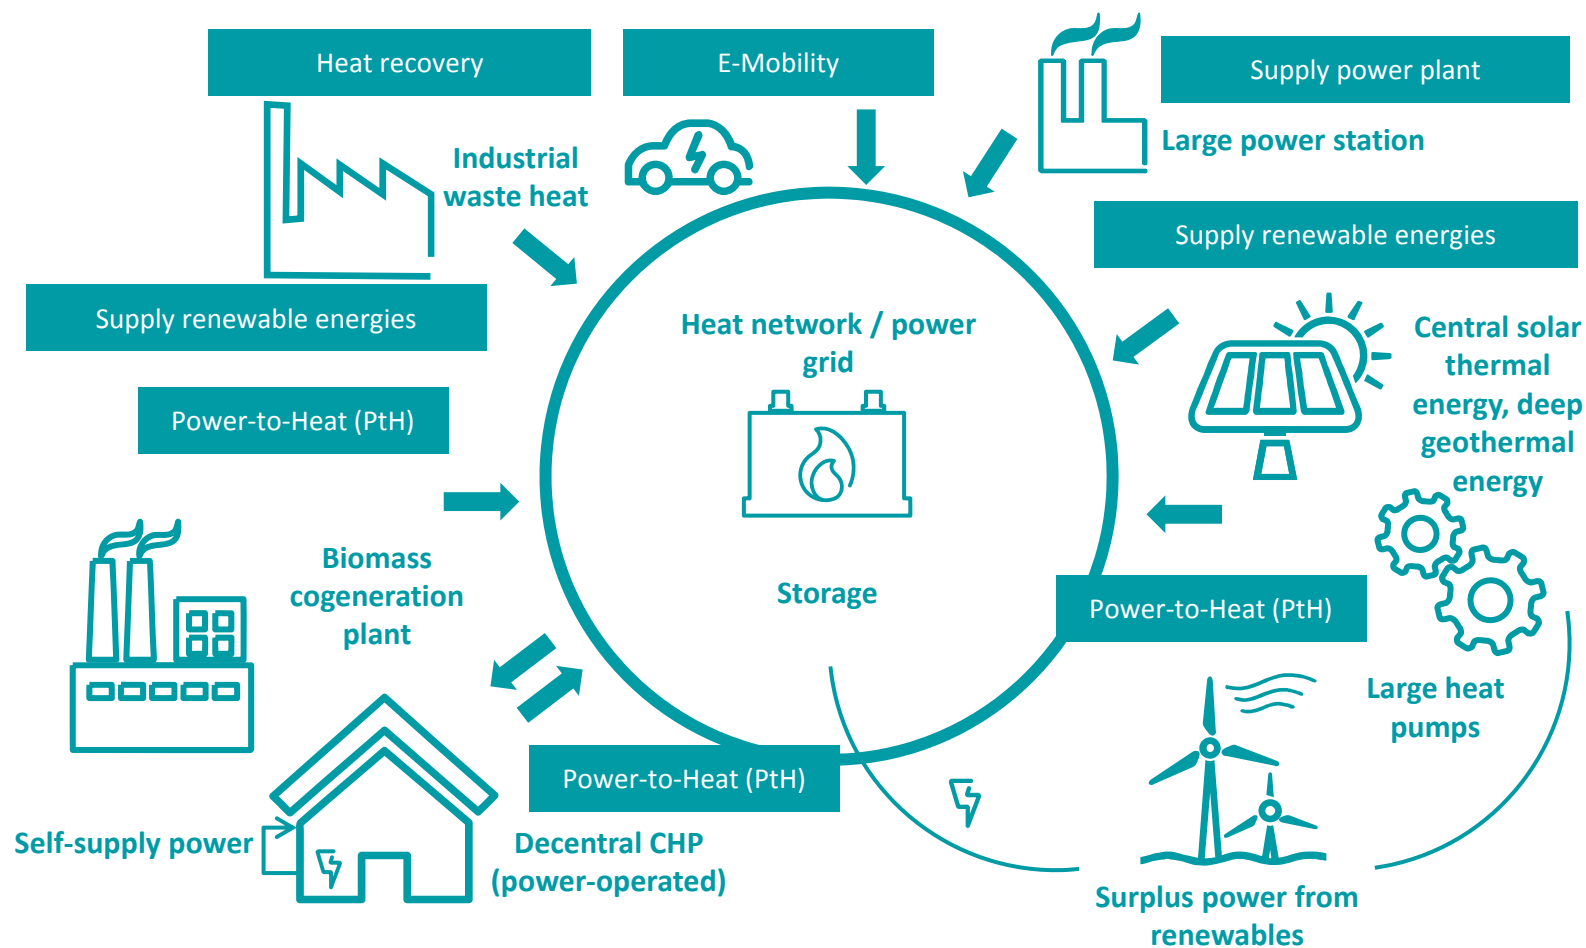 Heat recovery
E-Mobility
Supply power plant
Large power station
Industrial
waste heat
Supply renewable energies
Supply renewable energies
Heat network / power
grid
Central solar
thermal
energy, deep
geothermal
energy
Power-to-Heat (PtH)
Biomass
cogeneration
plant
Storage
Power-to-Heat (PtH)
Large heat
pumps
Power-to-Heat (PtH)
Self-supply power
Decentral CHP
(power-operated)
Surplus power from
renewables